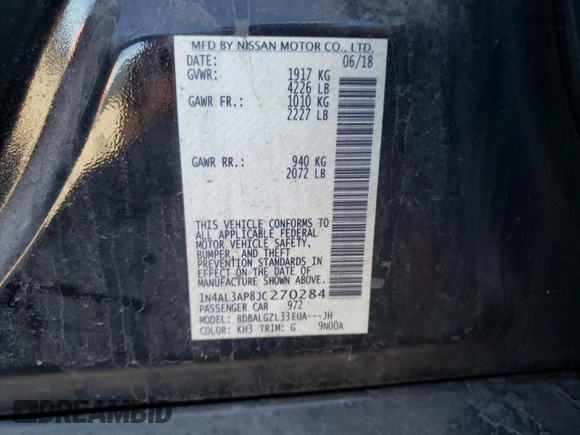 MFD BY NISSAN MOTOR CO., LTD.
DATE: 06/18
GVWR: 1917 KG
4226 LB
GAWR FR.: 1010 KG
2227 LB
GAWR RR.: 940 KG
2072 LB
THIS VEHICLE CONFORMS TO
ALL APPLICABLE FEDERAL
MOTOR VEHICLE SAFETY,
BUMPER, AND THEFT
PREVENTION STANDARDS IN
EFFECT ON THE DATE OF
MANUFACTURE SHOWN ABOVE.
1N4AL3AP8JC270284
PASSENGER CAR 972
MODEL: BDBALGZL33EUA---JH
COLOR: KH3 TRIM: G 9N00A
DREAMBID